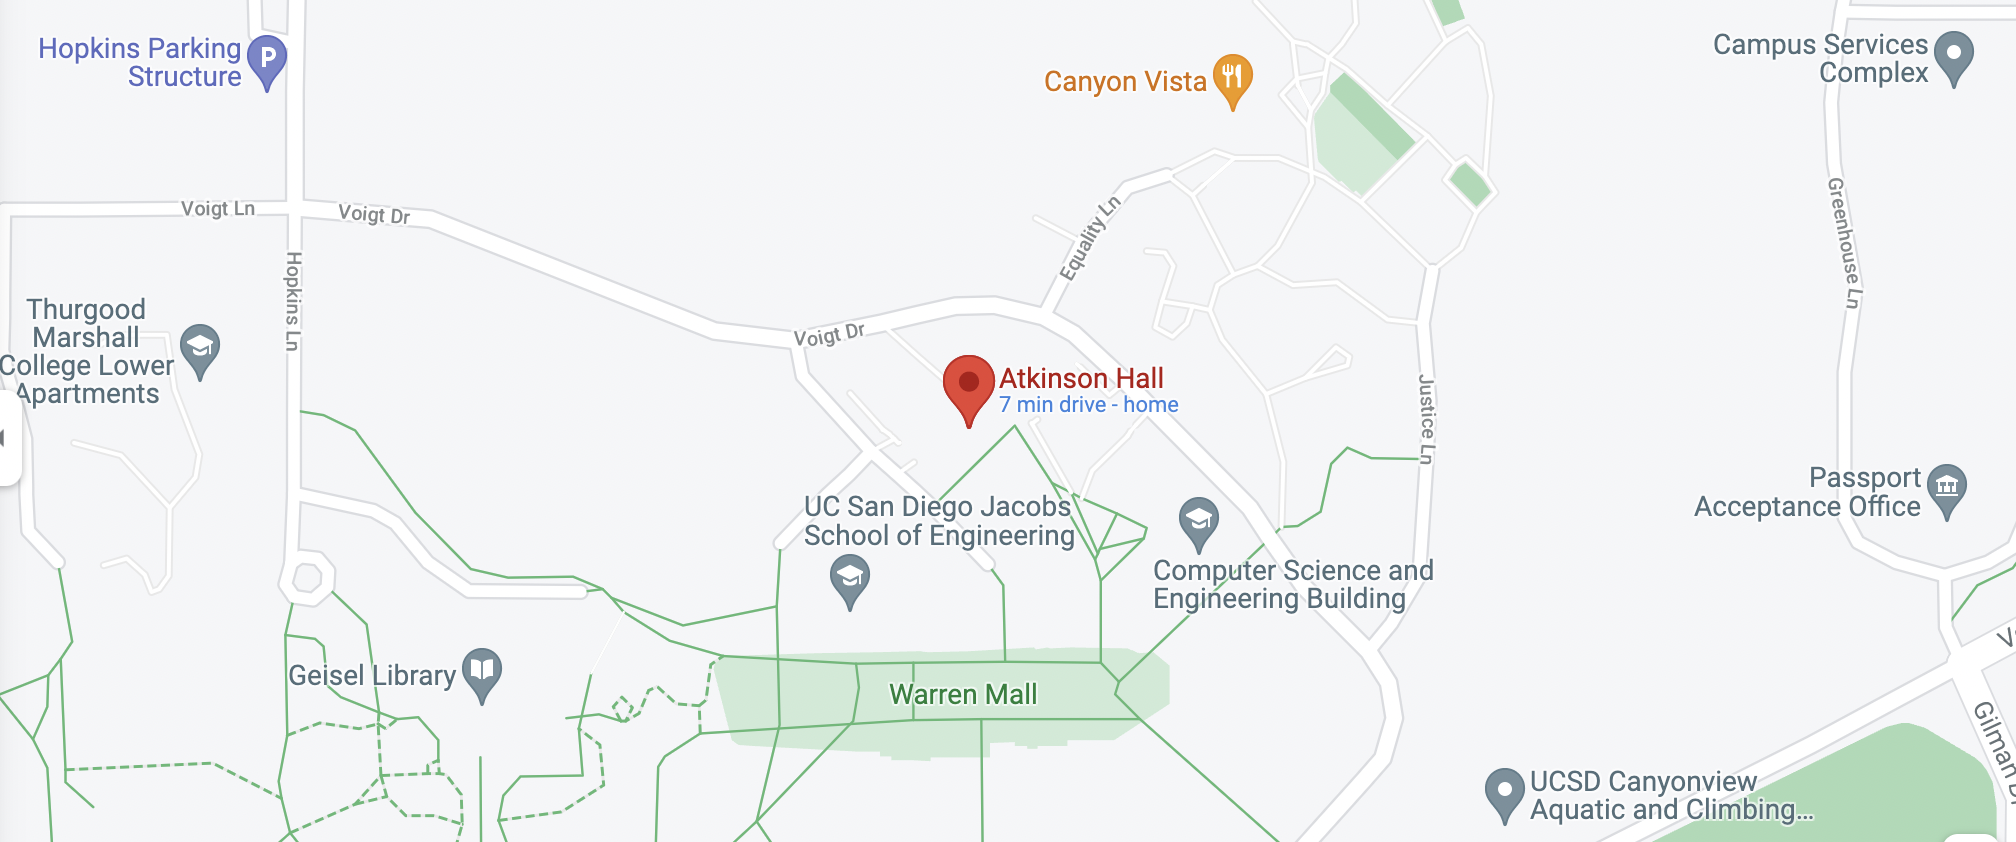 Hopkins Parking
Structure
P
Canyon Vista
Campus Services
Complex
Voigt Ln
Voigt Dr
Equality Ln
Greenhouse Ln
Hopkins Ln
Thurgood
Marshall
College Lower
Apartments
Voigt Dr
Atkinson Hall
7 min drive - home
Justice Ln
UC San Diego Jacobs
School of Engineering
Passport
Acceptance Office
Computer Science and
Engineering Building
Geisel Library
Warren Mall
Gilman Dr
UCSD Canyonview
Aquatic and Climbing...